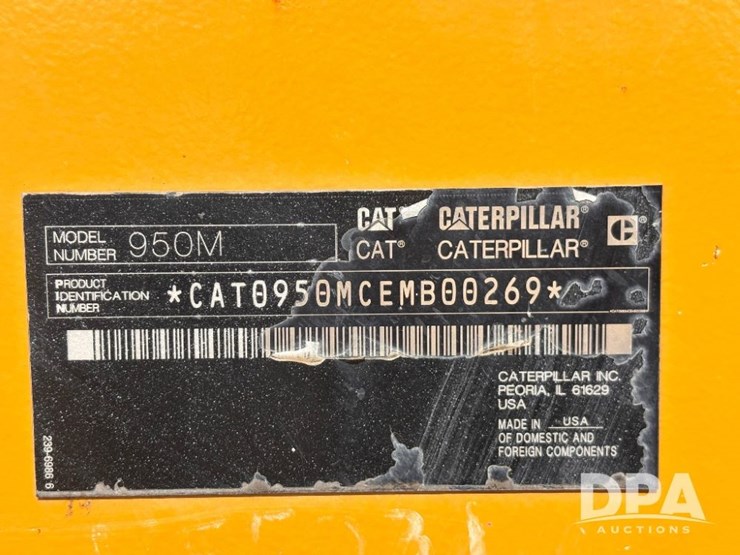 CAT® CATERPILLAR®
CAT® CATERPILLAR® C ®
MODEL NUMBER 950M
PRODUCT
IDENTIFICATION
NUMBER
*CAT0950MCEMB00269*
CATERPILLAR INC.
PEORIA, IL 61629
USA
MADE IN USA
OF DOMESTIC AND
FOREIGN COMPONENTS
239-6986 6
DPA
AUCTIONS